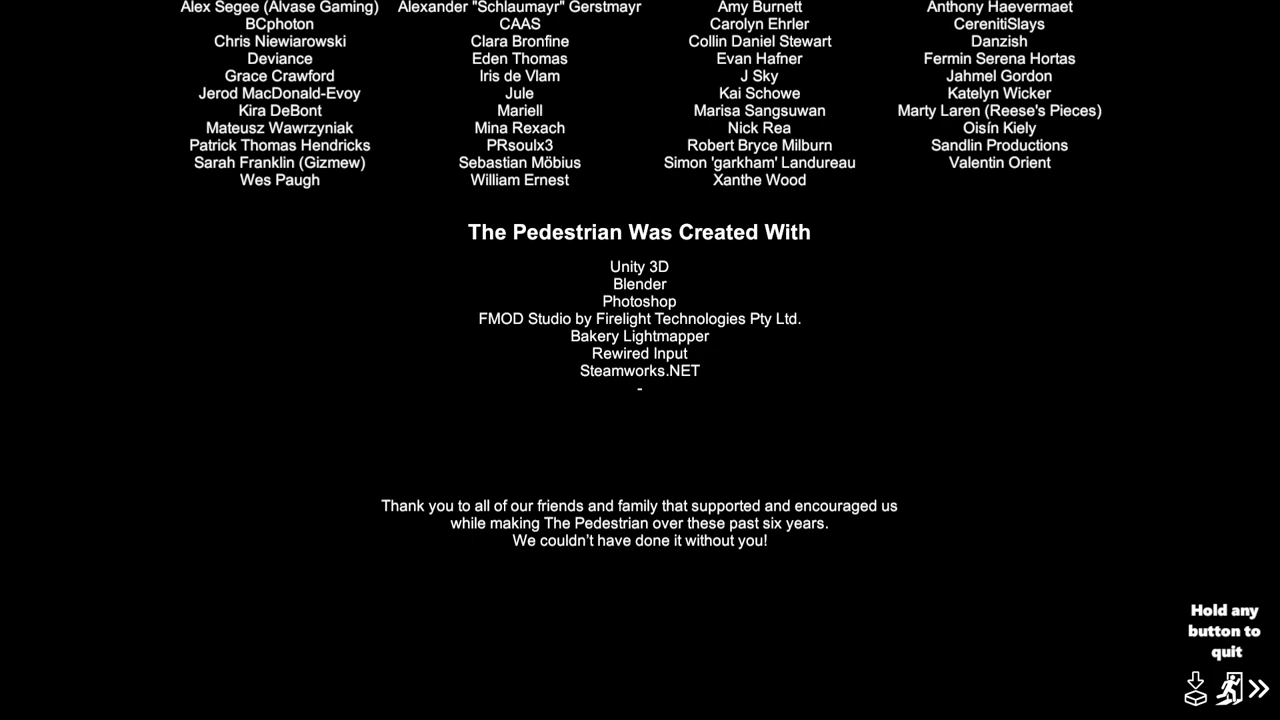 Alex Segee (Alvase Gaming) Alexander "Schlaumayr" Gerstmayr Amy Burnett Anthony Haevermaet
BCphoton CAAS Carolyn Ehrler CerenitiSlays
Chris Niewiarowski Clara Bronfine Collin Daniel Stewart Danzish
Deviance Eden Thomas Evan Hafner Fermin Serena Hortas
Grace Crawford Iris de Vlam J Sky Jahmel Gordon
Jerod MacDonald-Evoy Jule Kai Schowe Katelyn Wicker
Kira DeBont Mariell Marisa Sangsuwan Marty Laren (Reese's Pieces)
Mateusz Wawrzyniak Mina Rexach Nick Rea Oisín Kiely
Patrick Thomas Hendricks PRsoulx3 Robert Bryce Milburn Sandlin Productions
Sarah Franklin (Gizmew) Sebastian Möbius Simon 'garkham' Landureau Valentin Orient
Wes Paugh William Ernest Xanthe Wood
The Pedestrian Was Created With
Unity 3D
Blender
Photoshop
FMOD Studio by Firelight Technologies Pty Ltd.
Bakery Lightmapper
Rewired Input
Steamworks.NET
-
Thank you to all of our friends and family that supported and encouraged us
while making The Pedestrian over these past six years.
We couldn't have done it without you!
Hold any
button to
quit